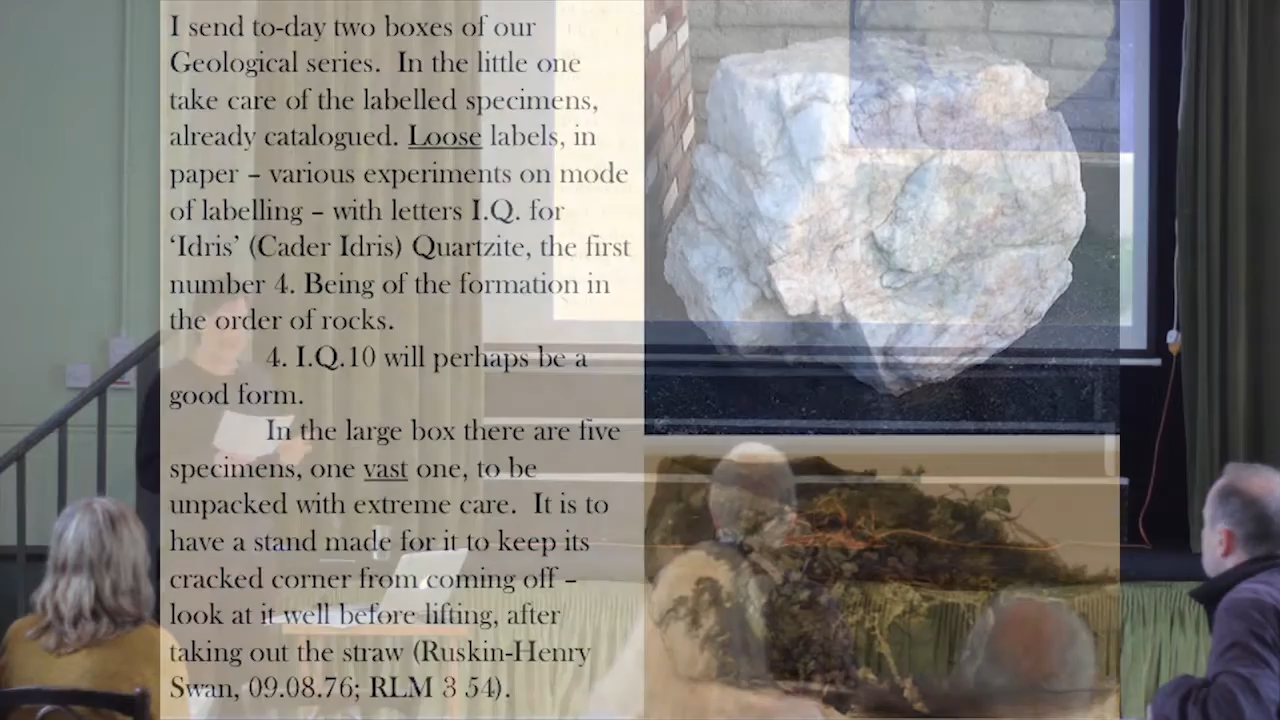 I send to-day two boxes of our
Geological series.  In the little one
take care of the labelled specimens,
already catalogued. Loose labels, in
paper – various experiments on mode
of labelling – with letters I.Q. for
‘Idris’ (Cader Idris) Quartzite, the first
number 4. Being of the formation in
the order of rocks.
4. I.Q.10 will perhaps be a
good form.
In the large box there are five
specimens, one vast one, to be
unpacked with extreme care.  It is to
have a stand made for it to keep its
cracked corner from coming off –
look at it well before lifting, after
taking out the straw (Ruskin-Henry
Swan, 09.08.76; RLM 3 54).